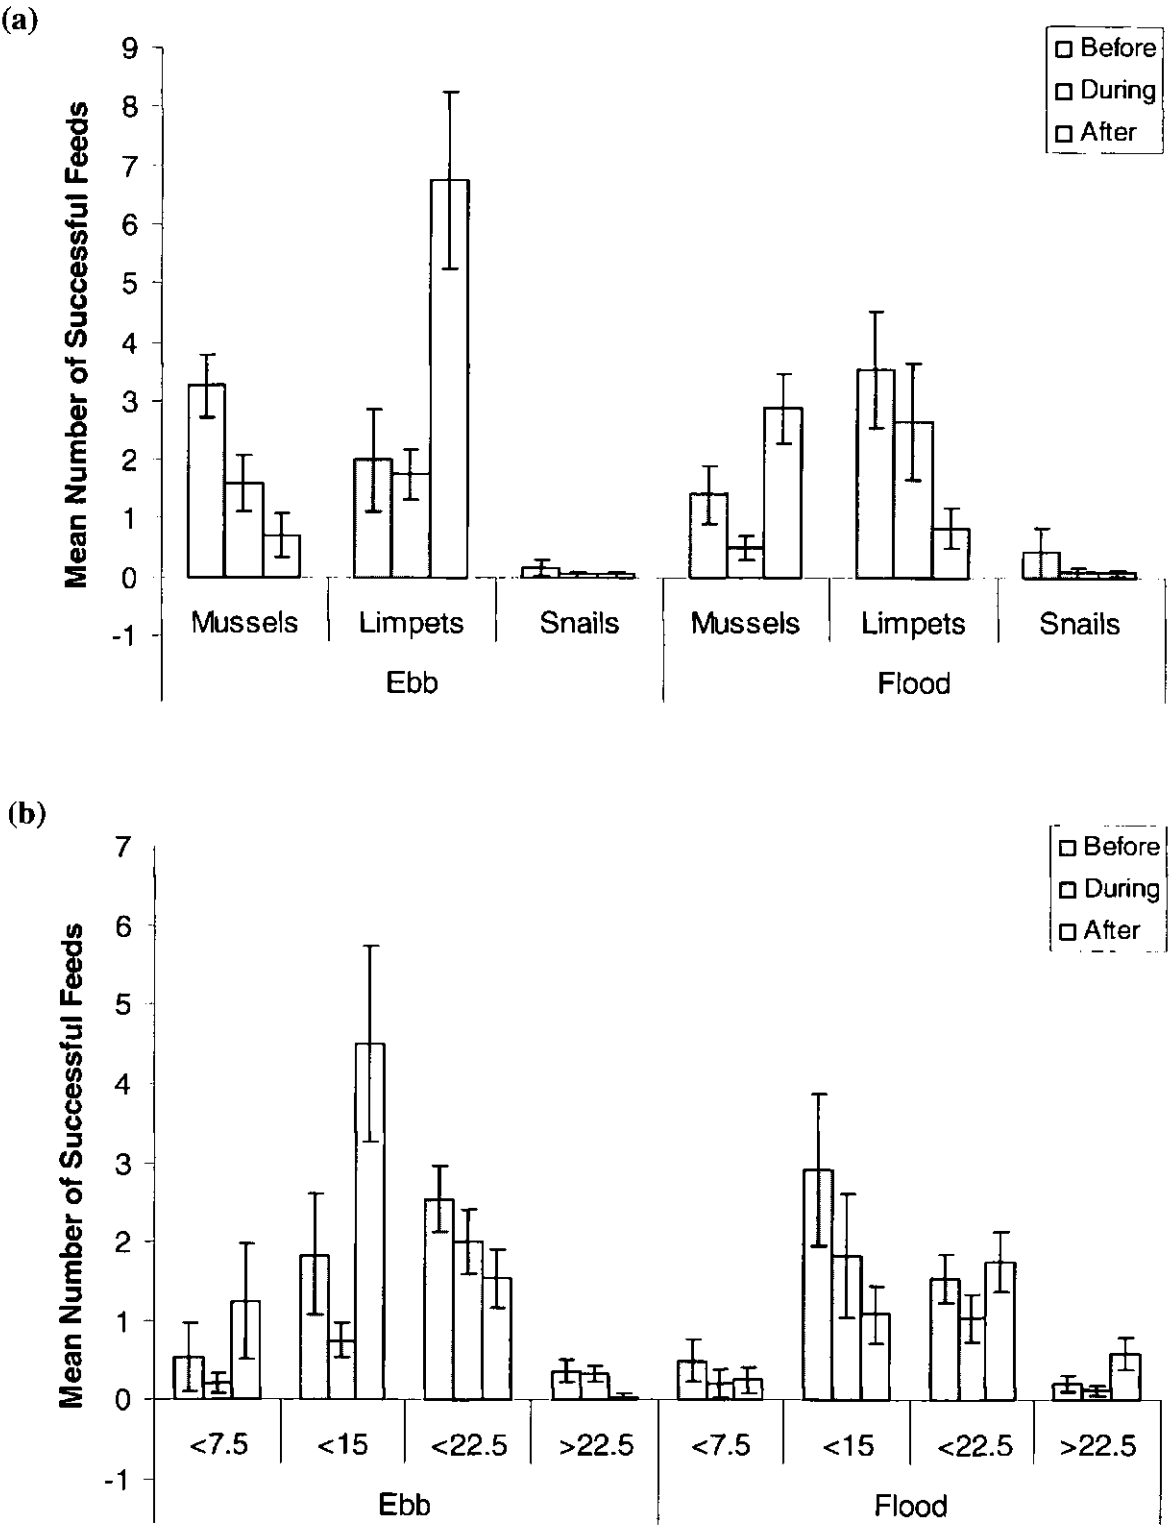 (a)
9
8
7
6
5
4
3
2
1
0
-1
Mean Number of Successful Feeds
Before
During
After
Mussels Limpets Snails Mussels Limpets Snails
Ebb Flood
(b)
7
6
5
4
3
2
1
0
-1
Mean Number of Successful Feeds
Before
During
After
<7.5 <15 <22.5 >22.5 <7.5 <15 <22.5 >22.5
Ebb Flood